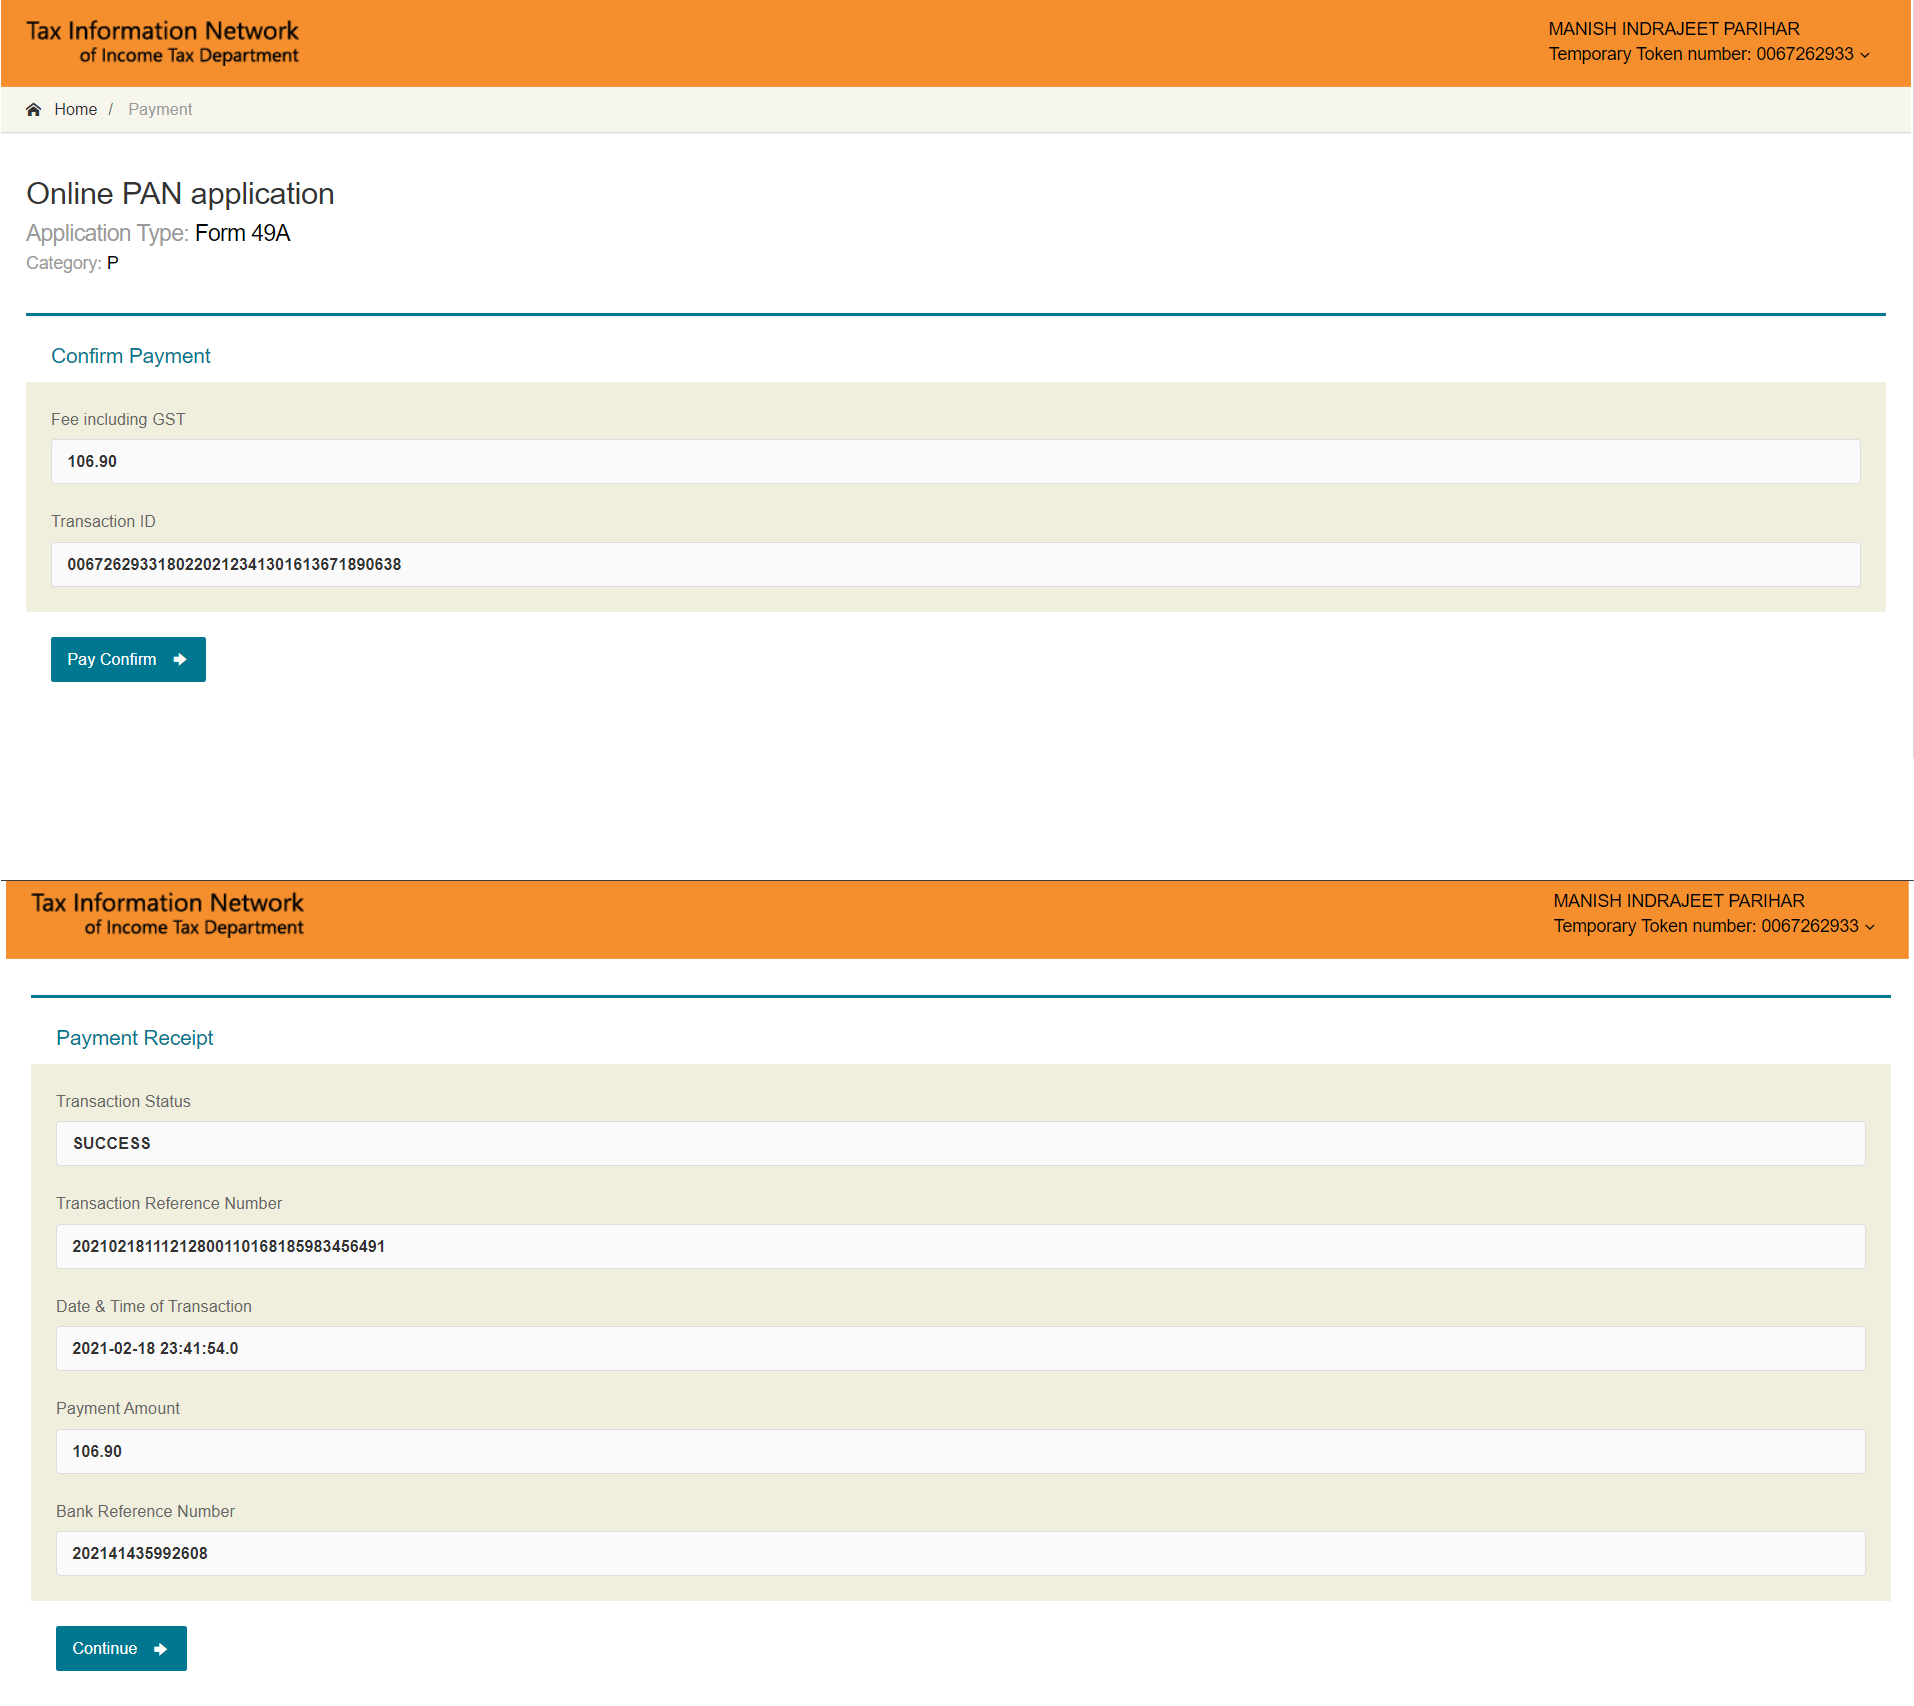 Tax Information Network
of Income Tax Department
MANISH INDRAJEET PARIHAR
Temporary Token number: 0067262933
Home / Payment
Online PAN application
Application Type: Form 49A
Category: P
Confirm Payment
Fee including GST
106.90
Transaction ID
006726293318022021234130161367189​0638
Pay Confirm
Tax Information Network
of Income Tax Department
MANISH INDRAJEET PARIHAR
Temporary Token number: 0067262933
Payment Receipt
Transaction Status
SUCCESS
Transaction Reference Number
20210218111212800110168185983456491
Date & Time of Transaction
2021-02-18 23:41:54.0
Payment Amount
106.90
Bank Reference Number
202141435992608
Continue